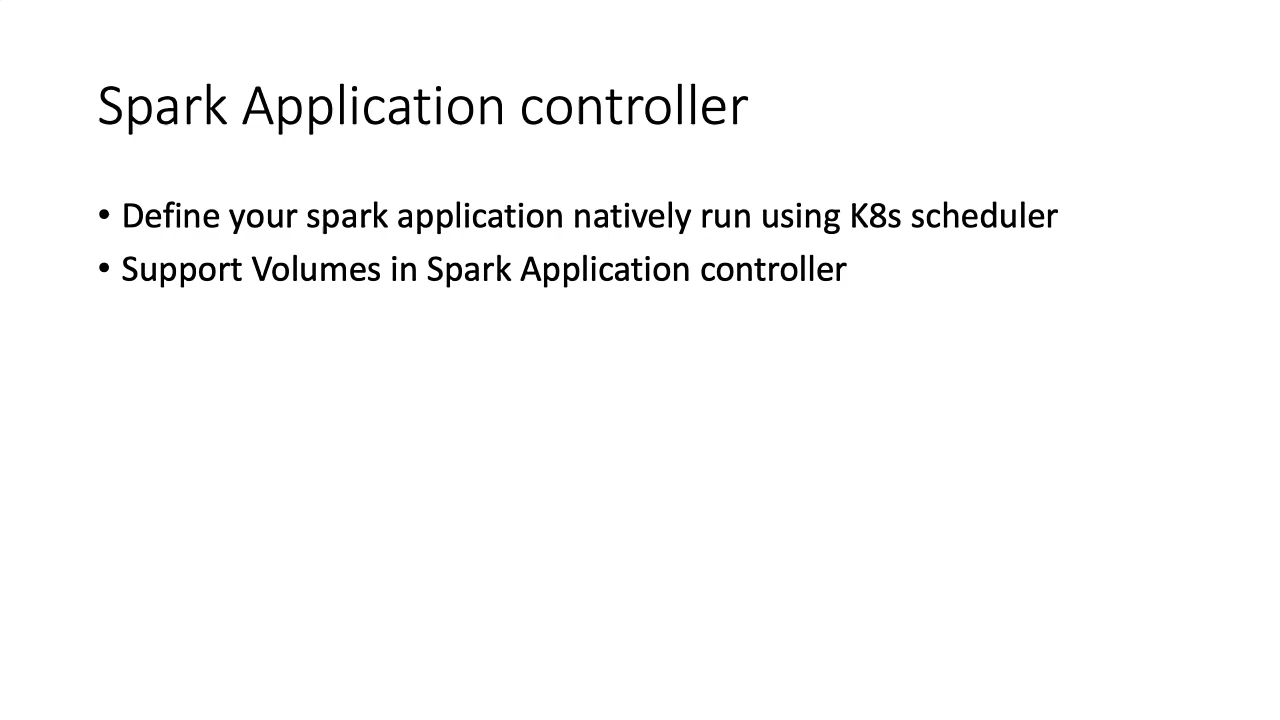 Spark Application controller
• Define your spark application natively run using K8s scheduler
• Support Volumes in Spark Application controller